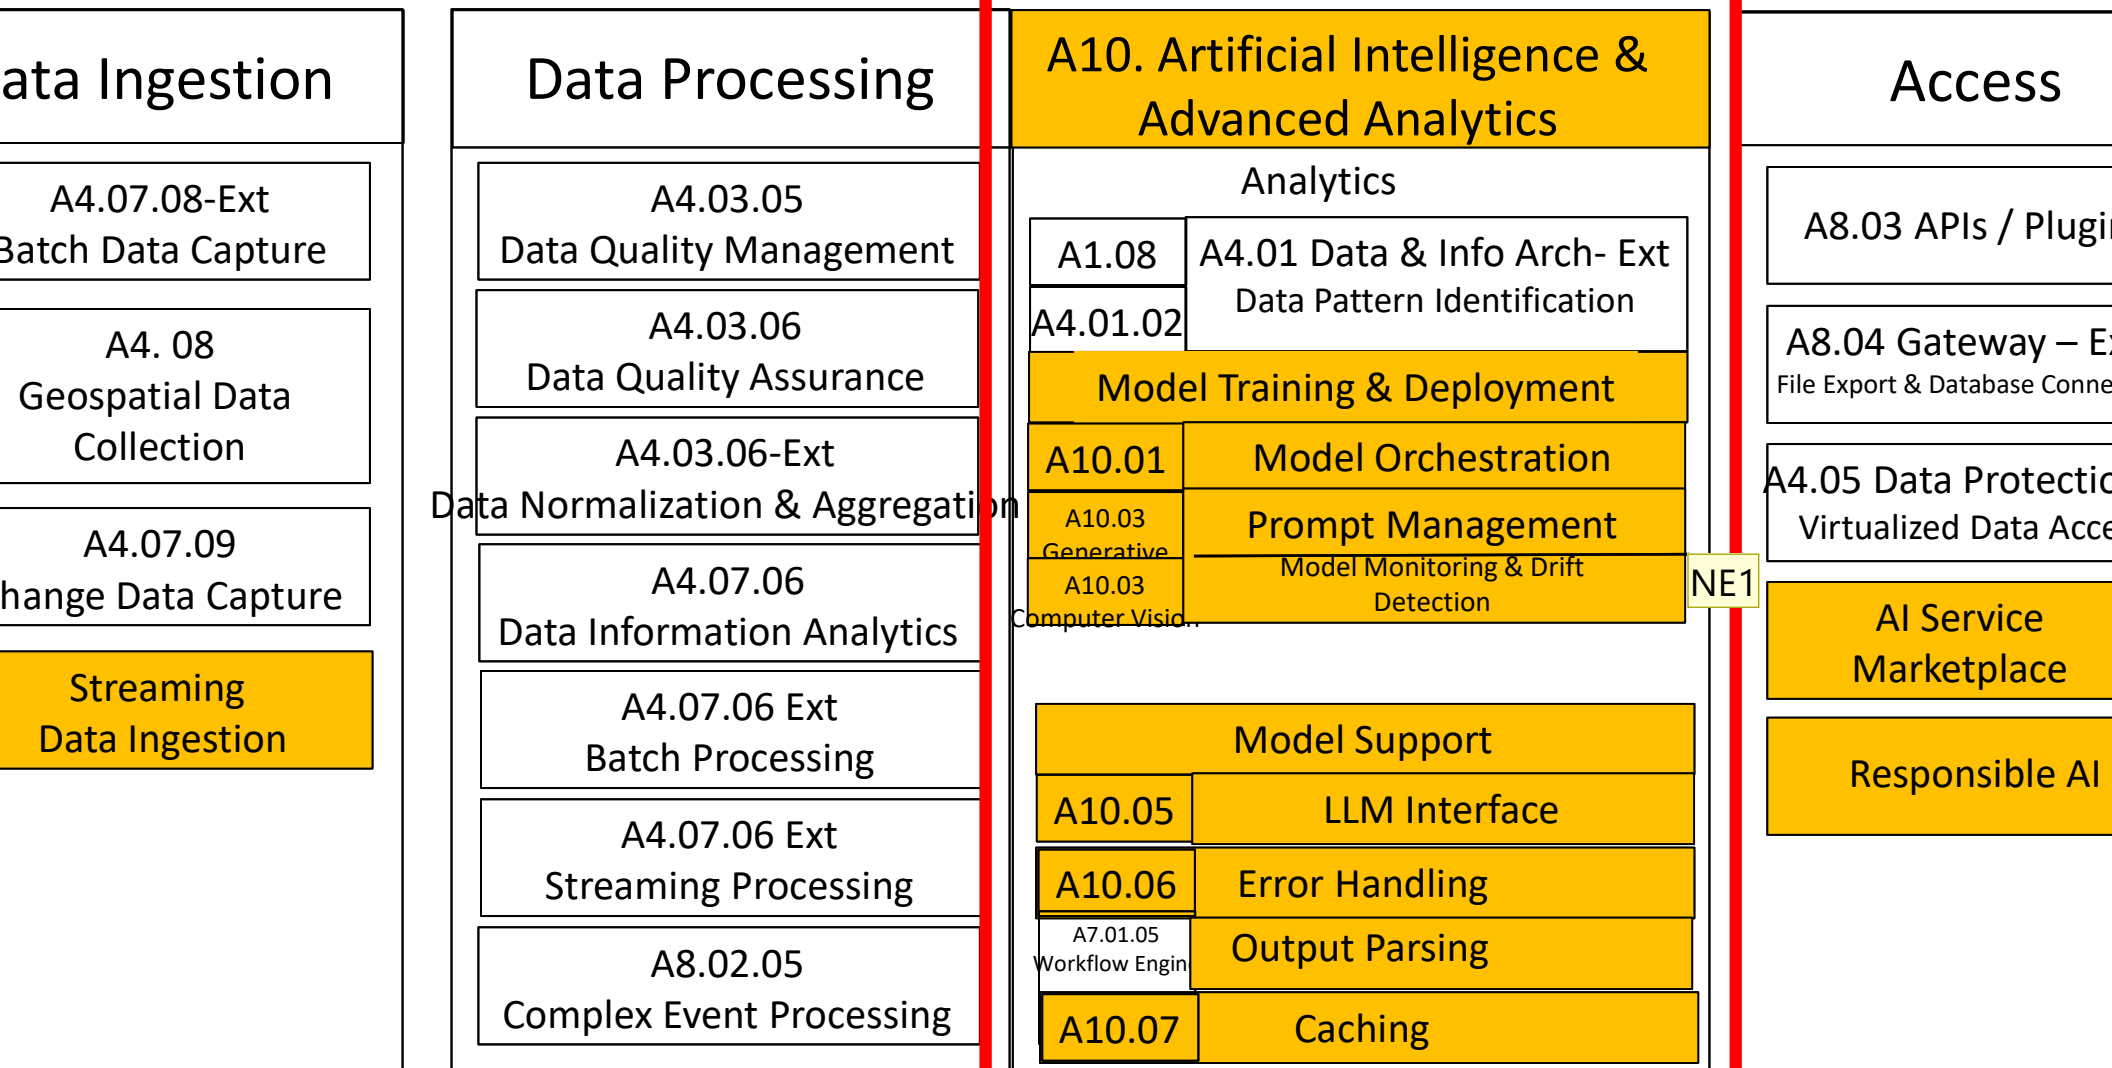 ata Ingestion
A4.07.08-Ext
Batch Data Capture
A4. 08
Geospatial Data
Collection
A4.07.09
hange Data Capture
Streaming
Data Ingestion
Data Processing
A4.03.05
Data Quality Management
A4.03.06
Data Quality Assurance
A4.03.06-Ext
Data Normalization & Aggregation
A4.07.06
Data Information Analytics
A4.07.06 Ext
Batch Processing
A4.07.06 Ext
Streaming Processing
A8.02.05
Complex Event Processing
A10. Artificial Intelligence &
Advanced Analytics
Analytics
A1.08
A4.01.02
A4.01 Data & Info Arch- Ext
Data Pattern Identification
Model Training & Deployment
A10.01
Model Orchestration
A10.03
Generative
Prompt Management
A10.03
Computer Vision
Model Monitoring & Drift
Detection
NE1
Model Support
A10.05
LLM Interface
A10.06
Error Handling
A7.01.05
Workflow Engin
Output Parsing
A10.07
Caching
Access
A8.03 APIs / Plugin
A8.04 Gateway – Ex
File Export & Database Conne
A4.05 Data Protectio
Virtualized Data Acce
AI Service
Marketplace
Responsible AI